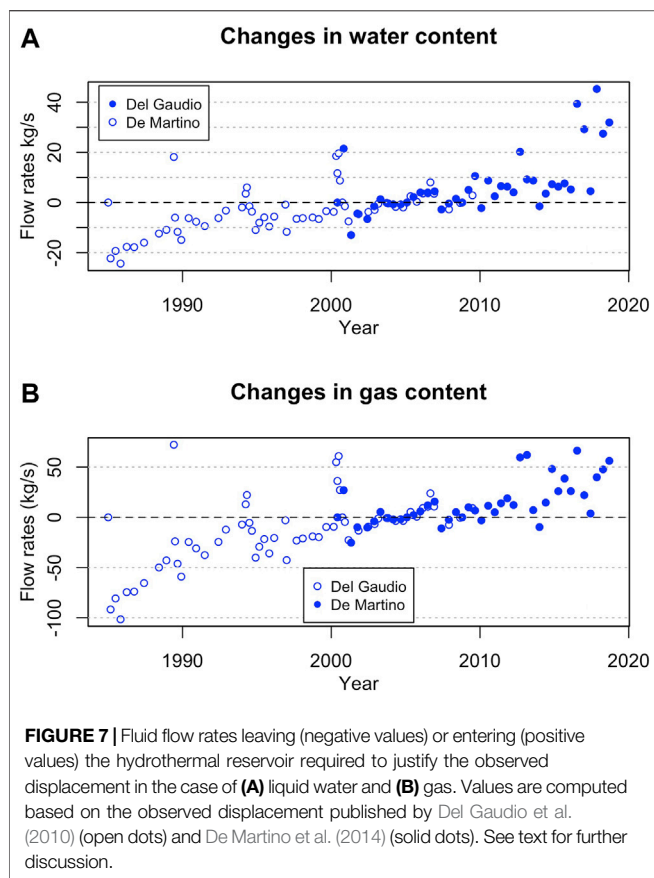 A
Changes in water content
Flow rates kg/s
40
20
0
-20
Del Gaudio
De Martino
1990
2000
2010
2020
Year
B
Changes in gas content
Flow rates (kg/s)
50
0
-50
-100
Del Gaudio
De Martino
1990
2000
2010
2020
Year
FIGURE 7 | Fluid flow rates leaving (negative values) or entering (positive
values) the hydrothermal reservoir required to justify the observed
displacement in the case of (A) liquid water and (B) gas. Values are computed
based on the observed displacement published by Del Gaudio et al.
(2010) (open dots) and De Martino et al. (2014) (solid dots). See text for further
discussion.